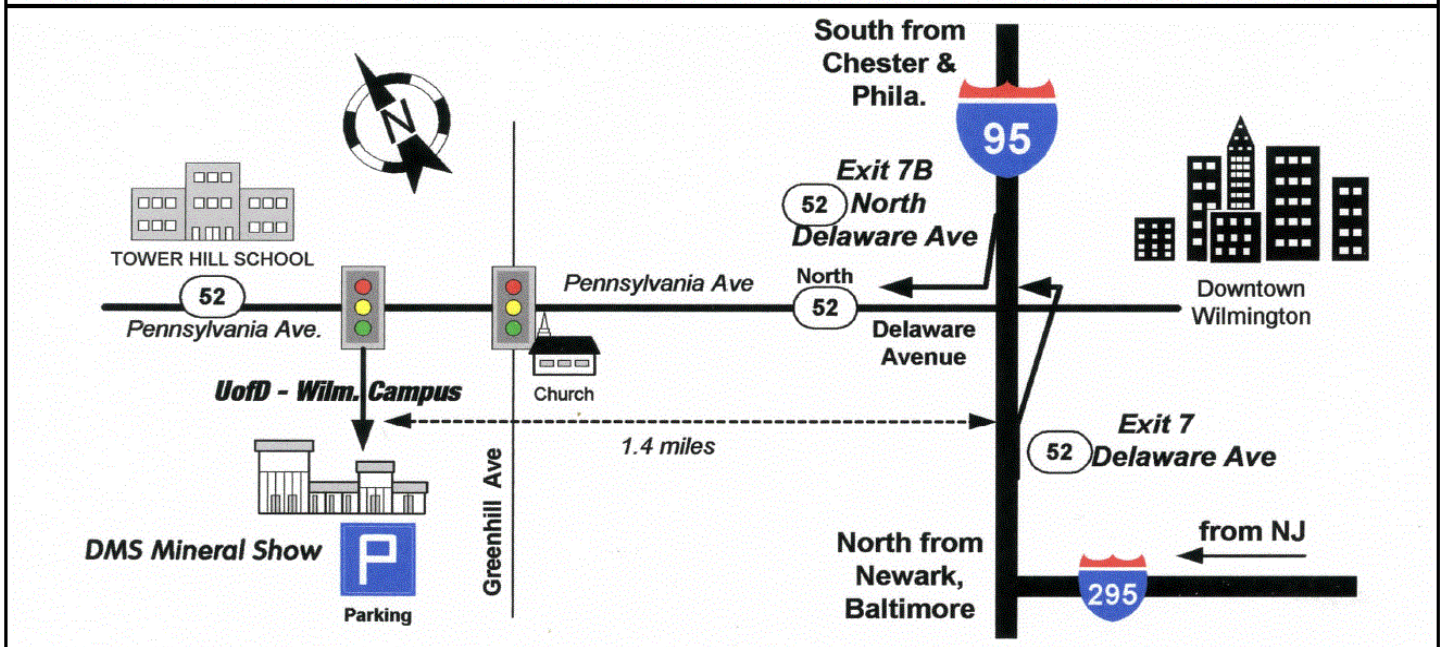 South from
Chester &
Phila.
95
N
Exit 7B
52 North
Delaware Ave
TOWER HILL SCHOOL
52
Pennsylvania Ave.
Pennsylvania Ave
North
52
Delaware
Avenue
Downtown
Wilmington
UofD - Wilm. Campus
Church
1.4 miles
Exit 7
52 Delaware Ave
Greenhill Ave
DMS Mineral Show
P
Parking
North from
Newark,
Baltimore
from NJ
295